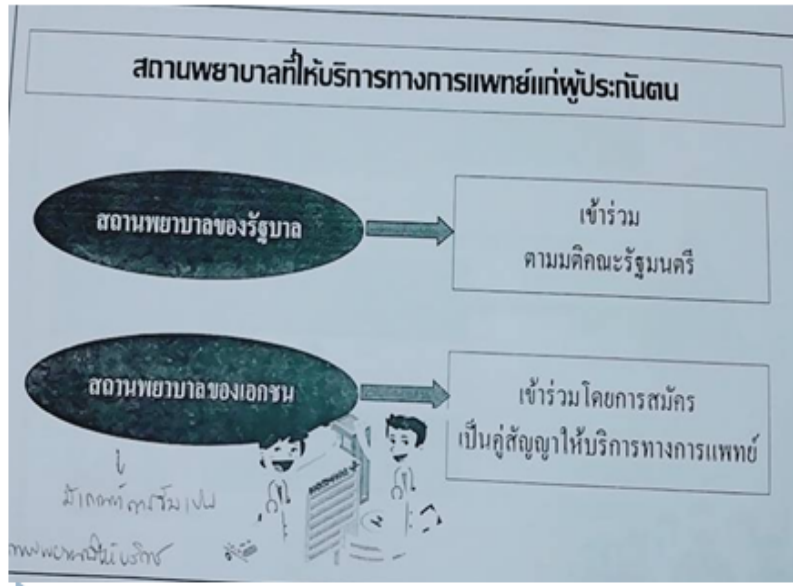 สถานพยาบาลที่ให้บริการทางการแพทย์แก่ผู้ประกันตน
สถานพยาบาลของรัฐบาล
เข้าร่วม
ตามมติคณะรัฐมนตรี
สถานพยาบาลของเอกชน
เข้าร่วมโดยการสมัคร
เป็นคู่สัญญาให้บริการทางการแพทย์